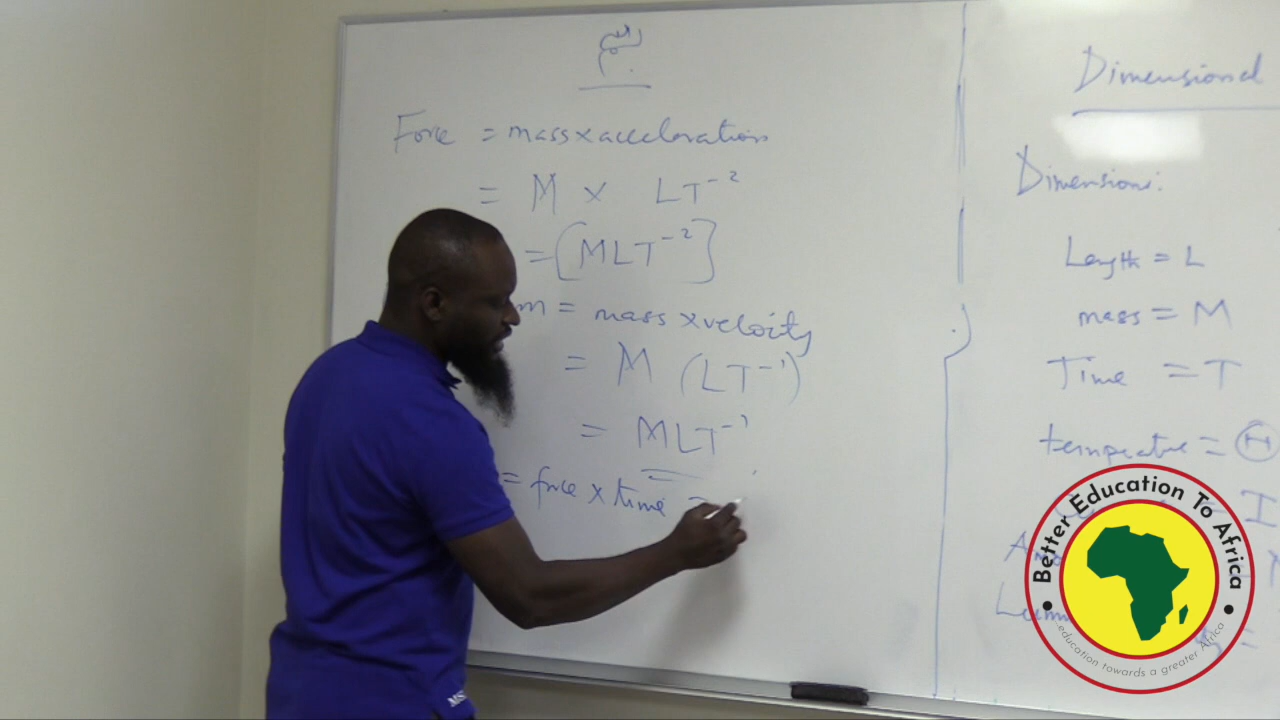 Force = mass x acceleration
= M x LT⁻²
= [MLT⁻²]
m = mass x velocity
= M (LT⁻¹)
= MLT⁻¹
= force x time =
Dimensional
Dimensions:
Length = L
mass = M
Time = T
temperature = Θ
I
Better Education To Africa
...education towards a greater Africa